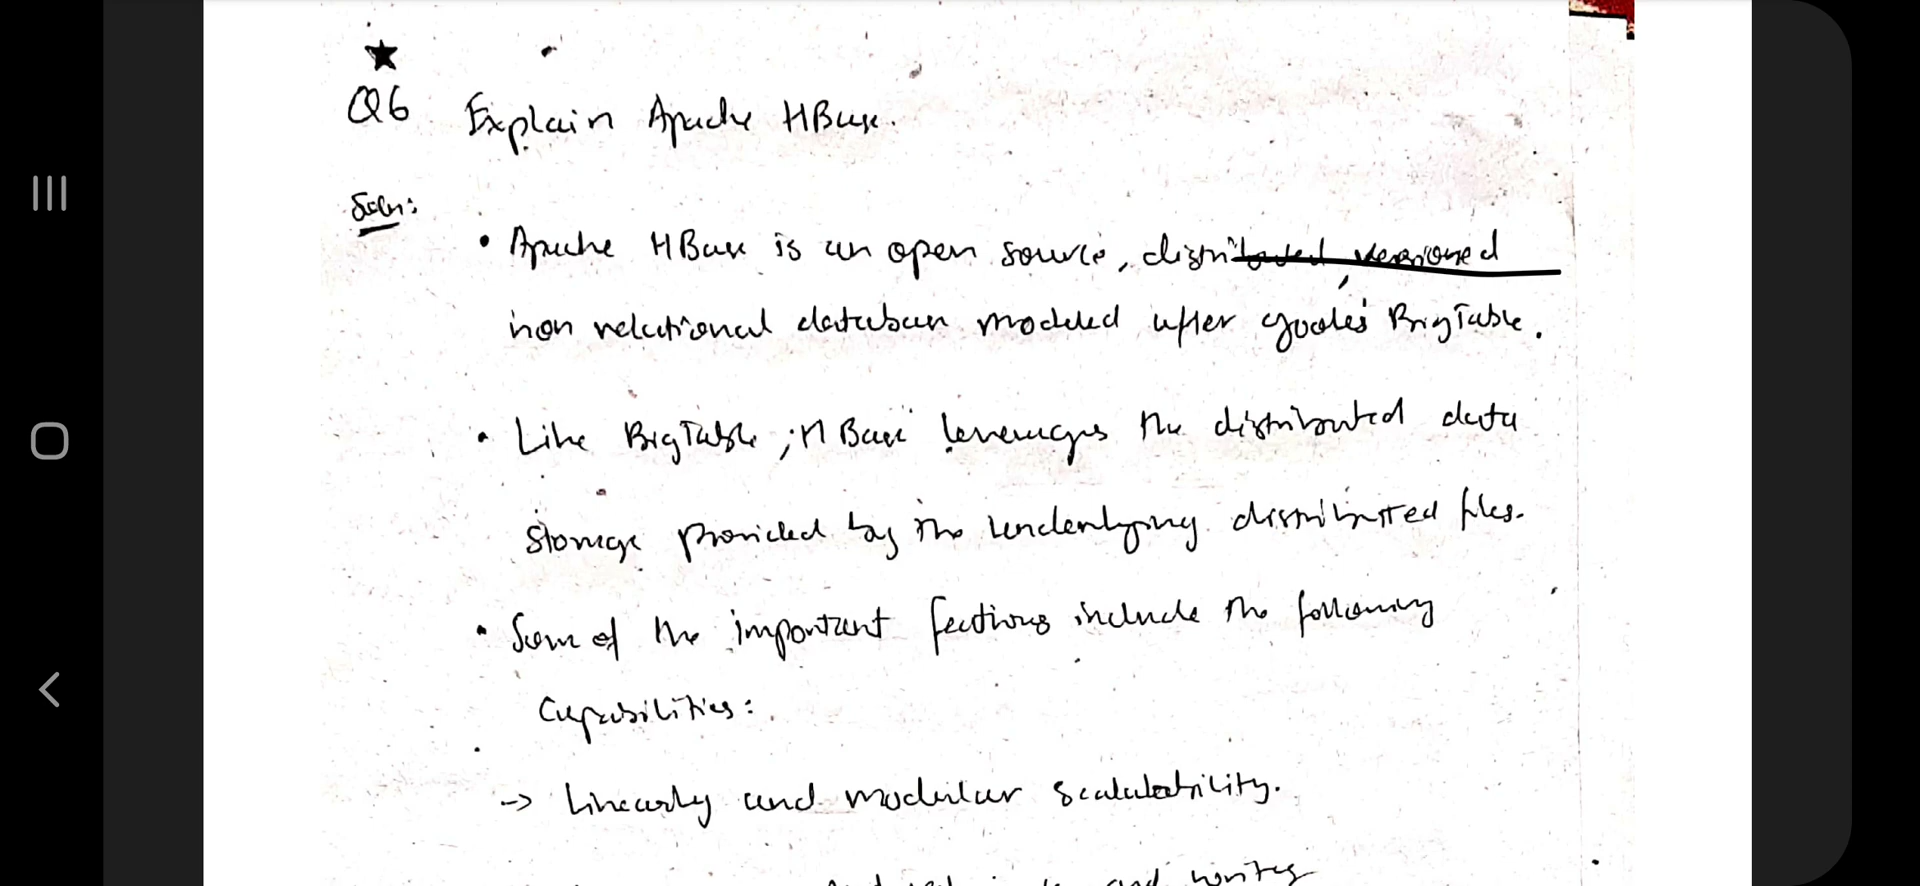 Q6 Explain Apache HBase.
Soln:
• Apache HBase is an open source, distributed versioned
non relational database modeled after google's BigTable.
• Like BigTable, HBase leverages the distributed data
storage provided by the underlying distributed files.
• Some of the important features include the following
Capabilities:
→ Linearly and modular scalability.
and writes